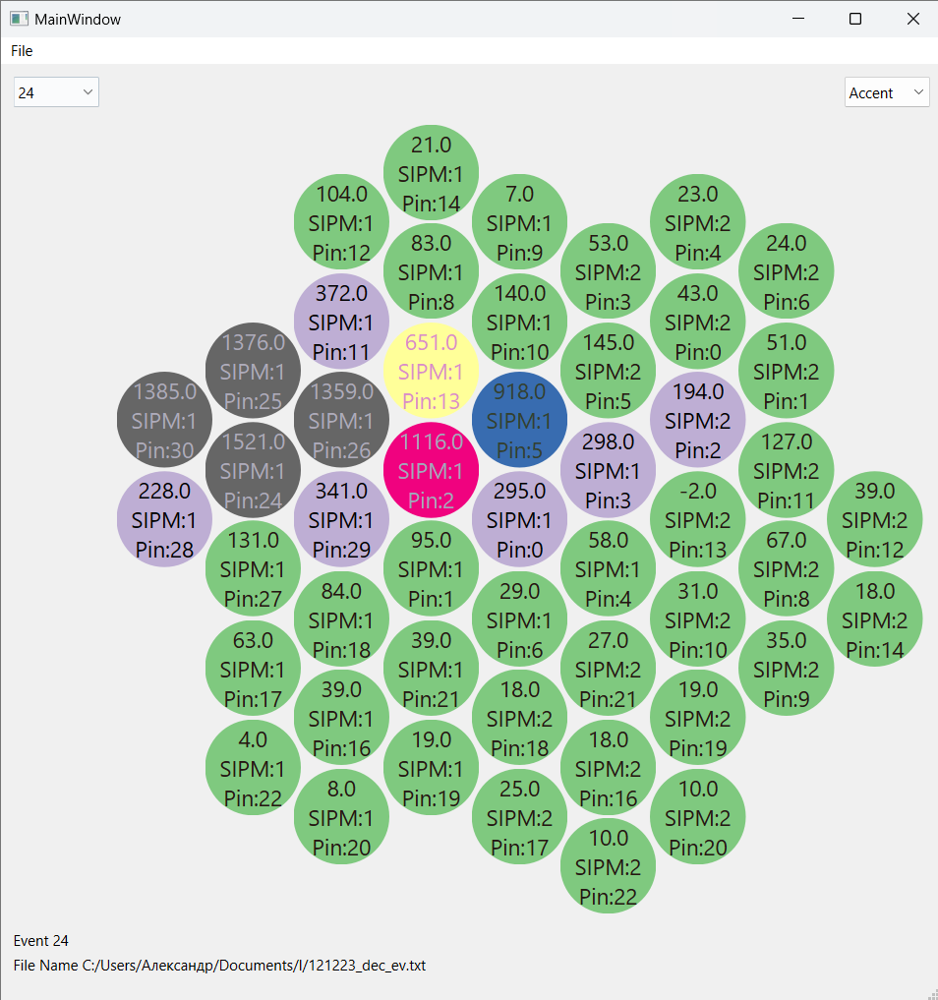 MainWindow
File
24
Accent
21.0
SIPM:1
Pin:14
104.0
SIPM:1
Pin:12
7.0
SIPM:1
Pin:9
23.0
SIPM:2
Pin:4
83.0
SIPM:1
Pin:8
53.0
SIPM:2
Pin:3
24.0
SIPM:2
Pin:6
372.0
SIPM:1
Pin:11
140.0
SIPM:1
Pin:10
43.0
SIPM:2
Pin:0
1376.0
SIPM:1
Pin:25
651.0
SIPM:1
Pin:13
145.0
SIPM:2
Pin:5
51.0
SIPM:2
Pin:1
1385.0
SIPM:1
Pin:30
1359.0
SIPM:1
Pin:26
918.0
SIPM:1
Pin:5
194.0
SIPM:2
Pin:2
1521.0
SIPM:1
Pin:24
1116.0
SIPM:1
Pin:2
298.0
SIPM:1
Pin:3
127.0
SIPM:2
Pin:11
228.0
SIPM:1
Pin:28
341.0
SIPM:1
Pin:29
295.0
SIPM:1
Pin:0
-2.0
SIPM:2
Pin:13
39.0
SIPM:2
Pin:12
131.0
SIPM:1
Pin:27
95.0
SIPM:1
Pin:1
58.0
SIPM:1
Pin:4
67.0
SIPM:2
Pin:8
84.0
SIPM:1
Pin:18
29.0
SIPM:1
Pin:6
31.0
SIPM:2
Pin:10
18.0
SIPM:2
Pin:14
63.0
SIPM:1
Pin:17
39.0
SIPM:1
Pin:21
27.0
SIPM:2
Pin:21
35.0
SIPM:2
Pin:9
39.0
SIPM:1
Pin:16
18.0
SIPM:2
Pin:18
19.0
SIPM:2
Pin:19
4.0
SIPM:1
Pin:22
19.0
SIPM:1
Pin:19
18.0
SIPM:2
Pin:16
8.0
SIPM:1
Pin:20
25.0
SIPM:2
Pin:17
10.0
SIPM:2
Pin:20
10.0
SIPM:2
Pin:22
Event 24
File Name C:/Users/Александр/Documents/I/121223_dec_ev.txt